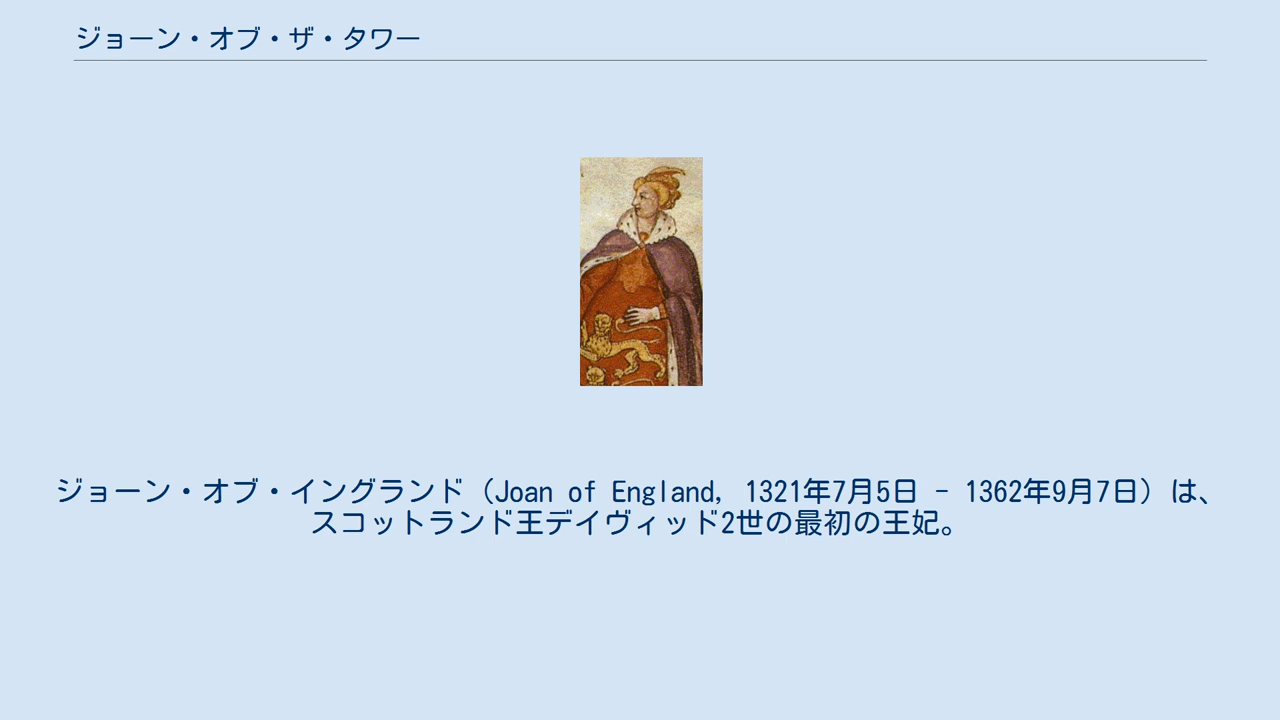 ジョーン・オブ・ザ・タワー
ジョーン・オブ・イングランド（Joan of England, 1321年7月5日 - 1362年9月7日）は、
スコットランド王デイヴィッド2世の最初の王妃。